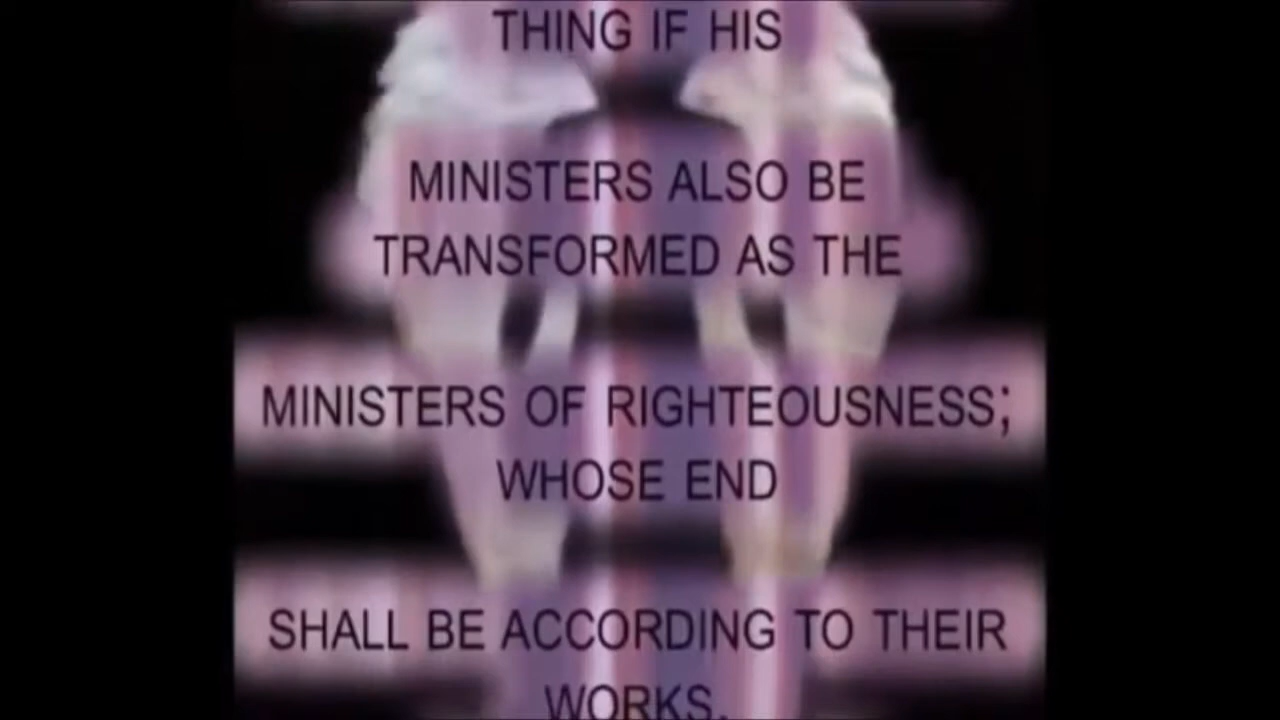 THING IF HIS
MINISTERS ALSO BE
TRANSFORMED AS THE
MINISTERS OF RIGHTEOUSNESS;
WHOSE END
SHALL BE ACCORDING TO THEIR
WORKS.